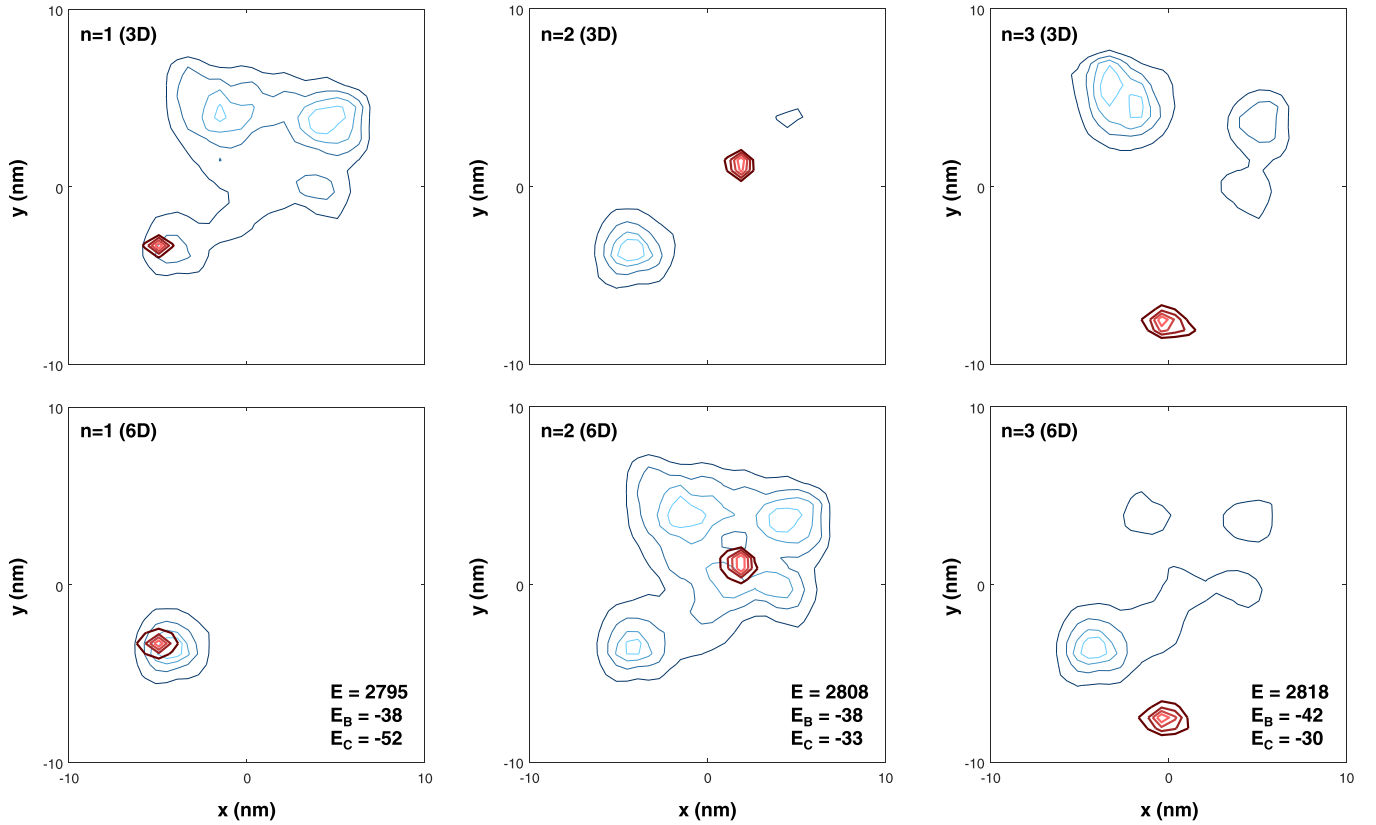 n=1 (3D)
n=2 (3D)
n=3 (3D)
10
0
-10
y (nm)
10
0
-10
y (nm)
10
0
-10
y (nm)
n=1 (6D)
n=2 (6D)
n=3 (6D)
E = 2795
E_B = -38
E_C = -52
E = 2808
E_B = -38
E_C = -33
E = 2818
E_B = -42
E_C = -30
10
0
-10
y (nm)
10
0
-10
y (nm)
10
0
-10
y (nm)
-10 0 10
-10 0 10
-10 0 10
x (nm)
x (nm)
x (nm)